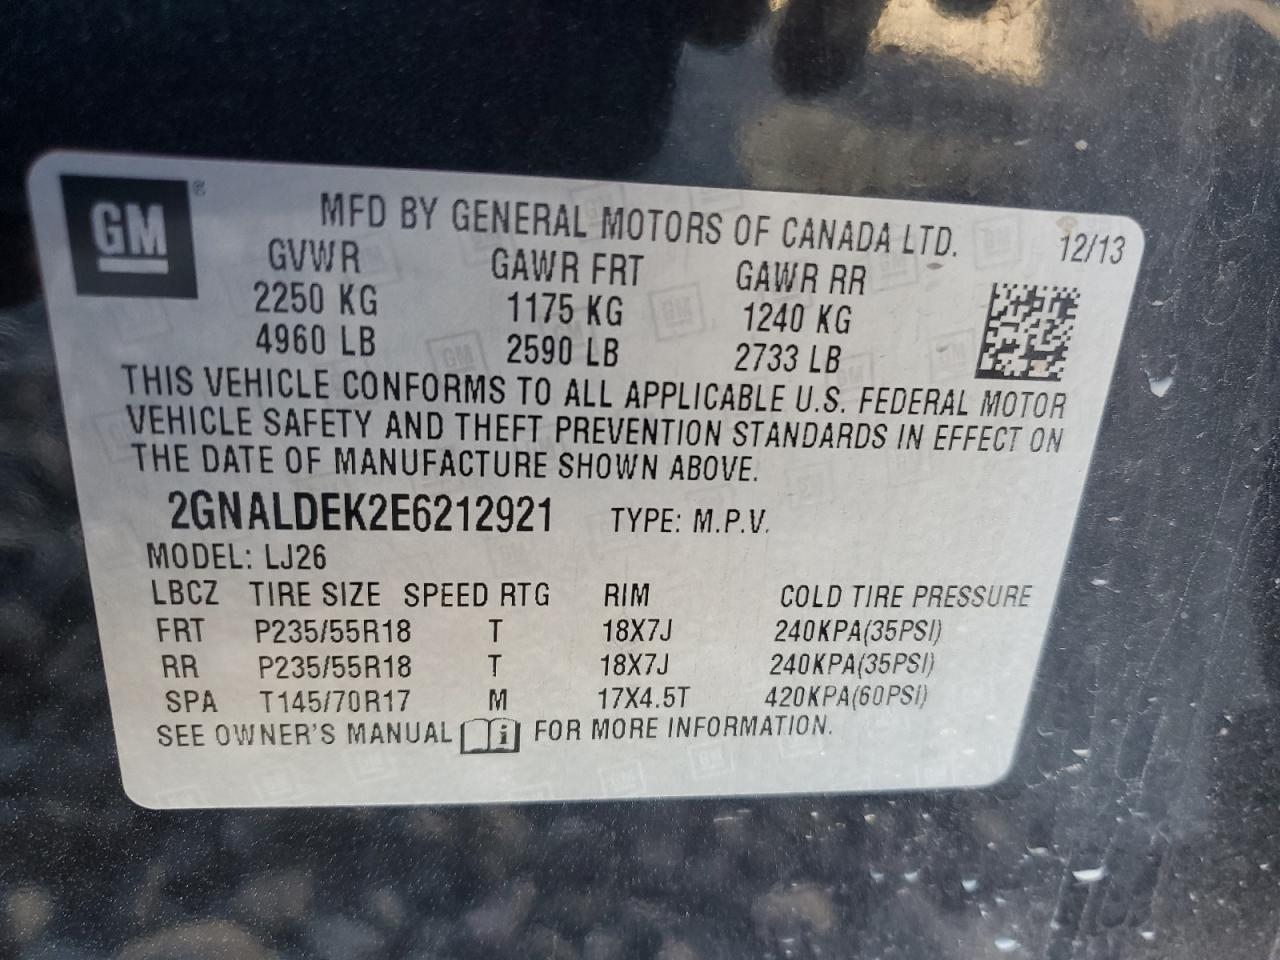 GM ®
MFD BY GENERAL MOTORS OF CANADA LTD. 12/13
GVWR GAWR FRT GAWR RR
2250 KG 1175 KG 1240 KG
4960 LB 2590 LB 2733 LB
THIS VEHICLE CONFORMS TO ALL APPLICABLE U.S. FEDERAL MOTOR
VEHICLE SAFETY AND THEFT PREVENTION STANDARDS IN EFFECT ON
THE DATE OF MANUFACTURE SHOWN ABOVE.
2GNALDEK2E6212921 TYPE: M.P.V.
MODEL: LJ26
LBCZ TIRE SIZE SPEED RTG RIM COLD TIRE PRESSURE
FRT P235/55R18 T 18X7J 240KPA(35PSI)
RR P235/55R18 T 18X7J 240KPA(35PSI)
SPA T145/70R17 M 17X4.5T 420KPA(60PSI)
SEE OWNER'S MANUAL i FOR MORE INFORMATION.